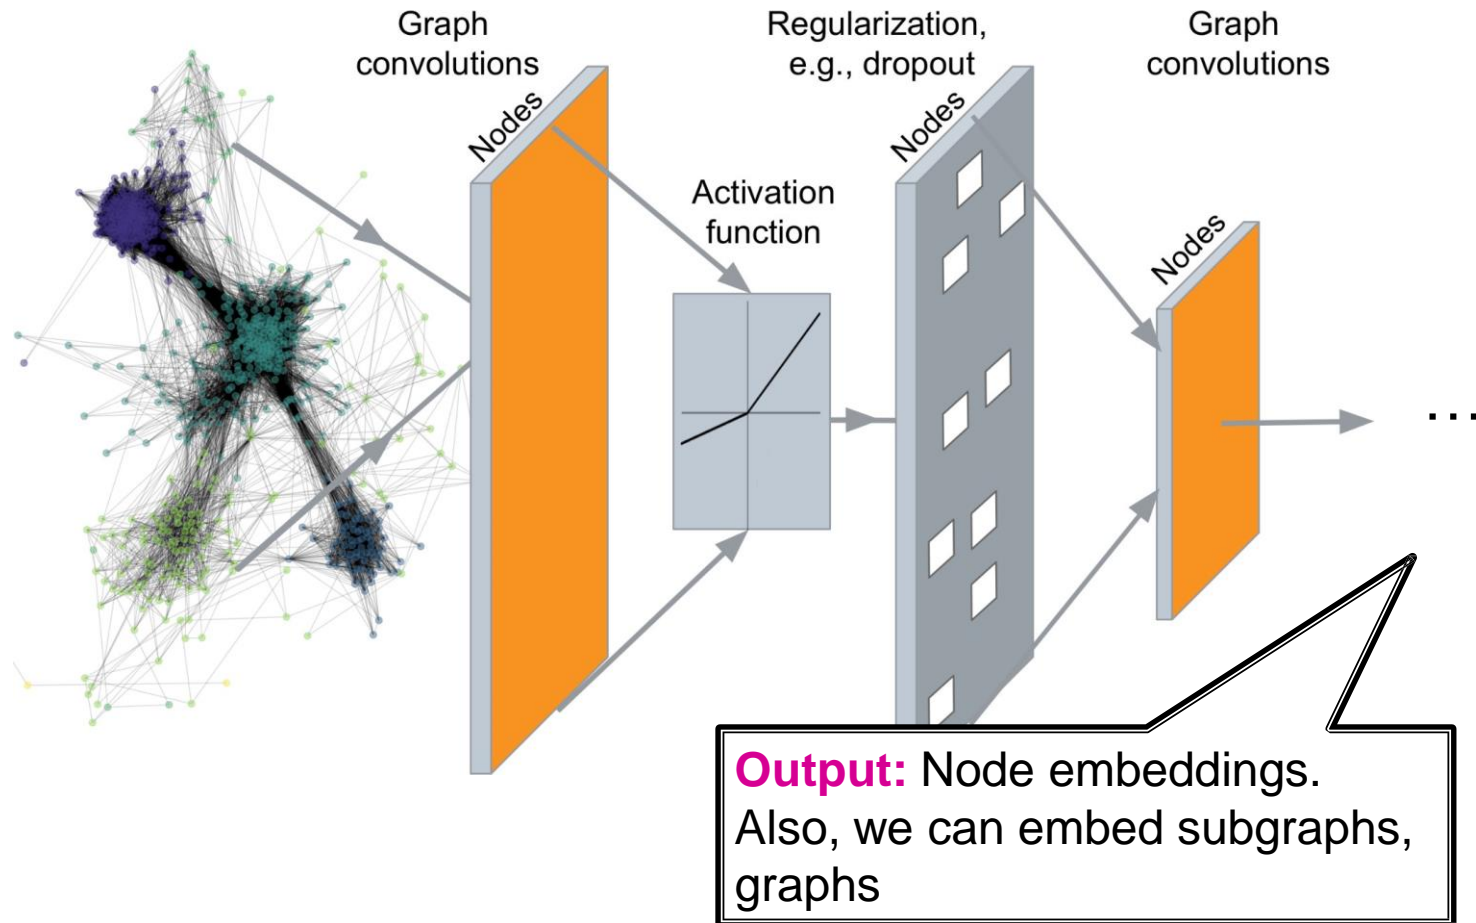 Graph
convolutions
Regularization,
e.g., dropout
Graph
convolutions
Nodes
Nodes
Activation
function
Nodes
...
Output: Node embeddings.
Also, we can embed subgraphs,
graphs